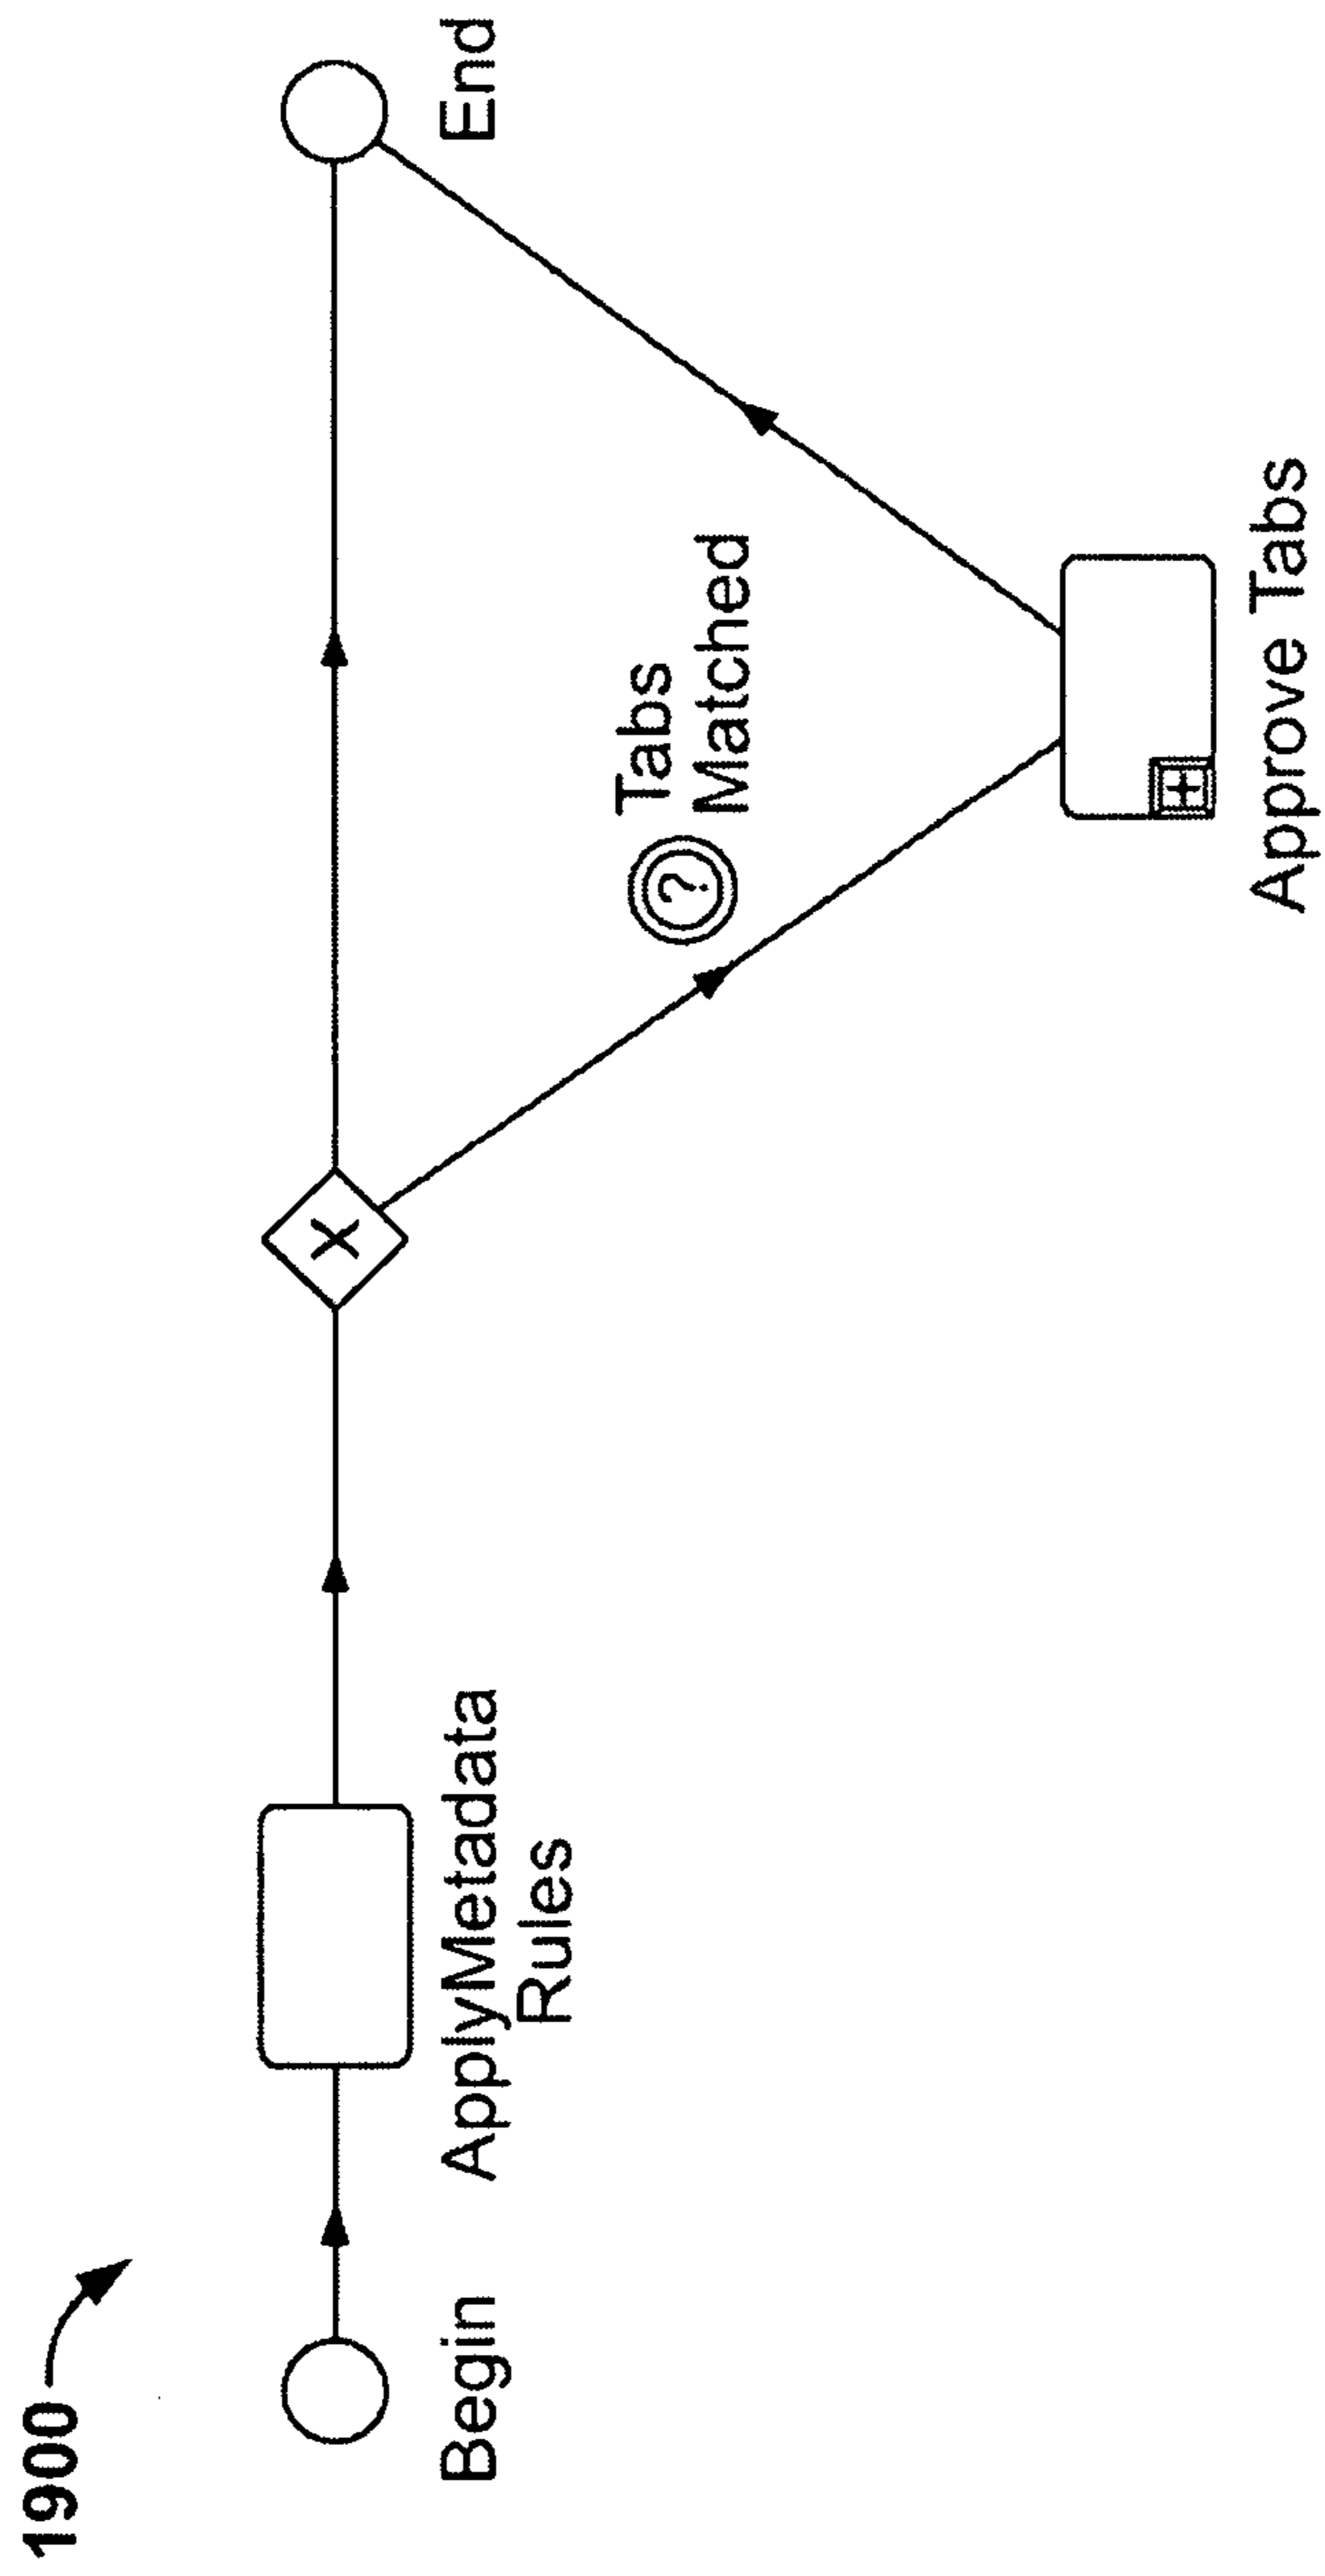 1900
Begin
ApplyMetadata
Rules
X
?
Tabs
Matched
+
Approve Tabs
End